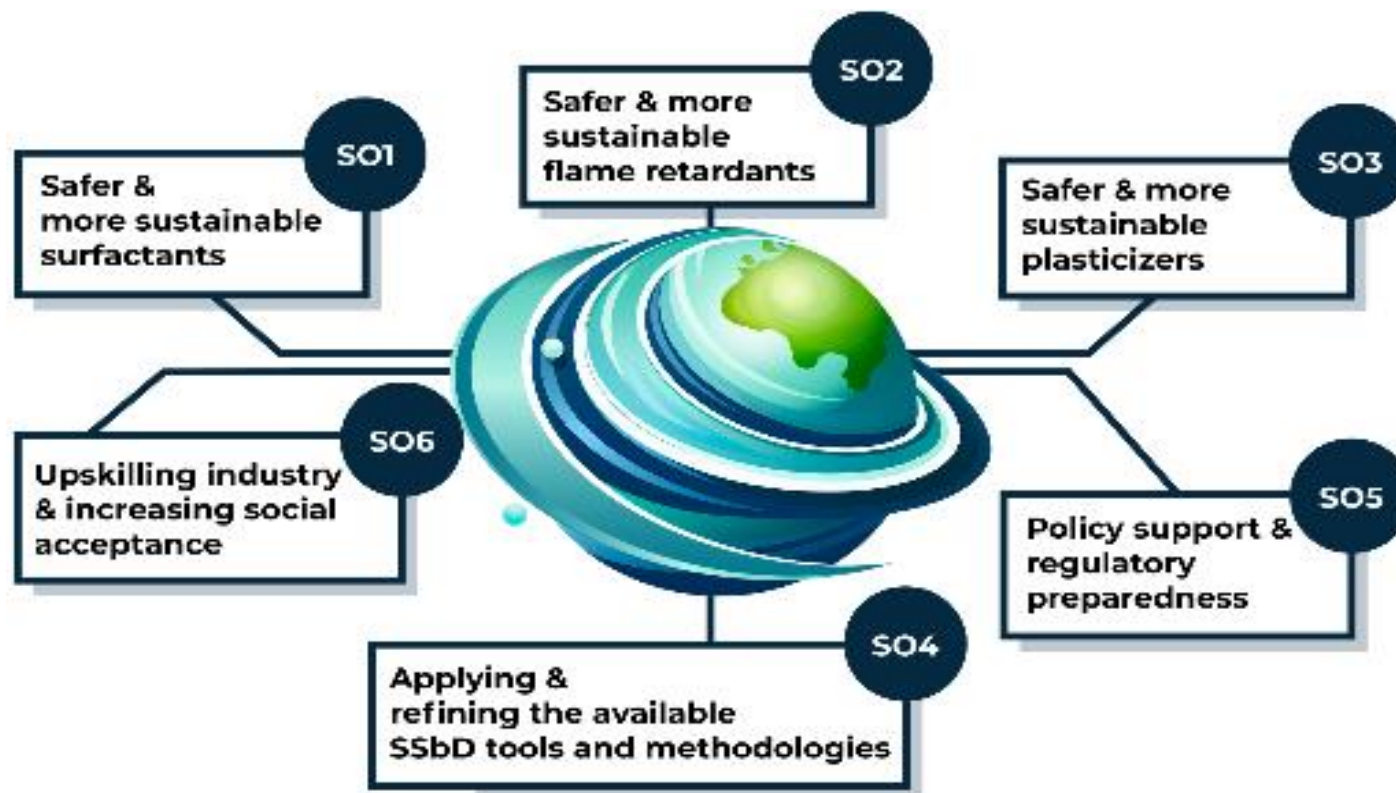 SO1
Safer &
more sustainable
surfactants
SO2
Safer & more
sustainable
flame retardants
SO3
Safer & more
sustainable
plasticizers
SO6
Upskilling industry
& increasing social
acceptance
SO5
Policy support &
regulatory
preparedness
SO4
Applying &
refining the available
SSbD tools and methodologies